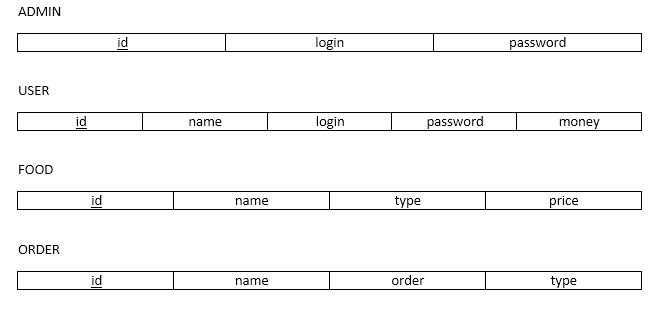 ADMIN
id login password
USER
id name login password money
FOOD
id name type price
ORDER
id name order type